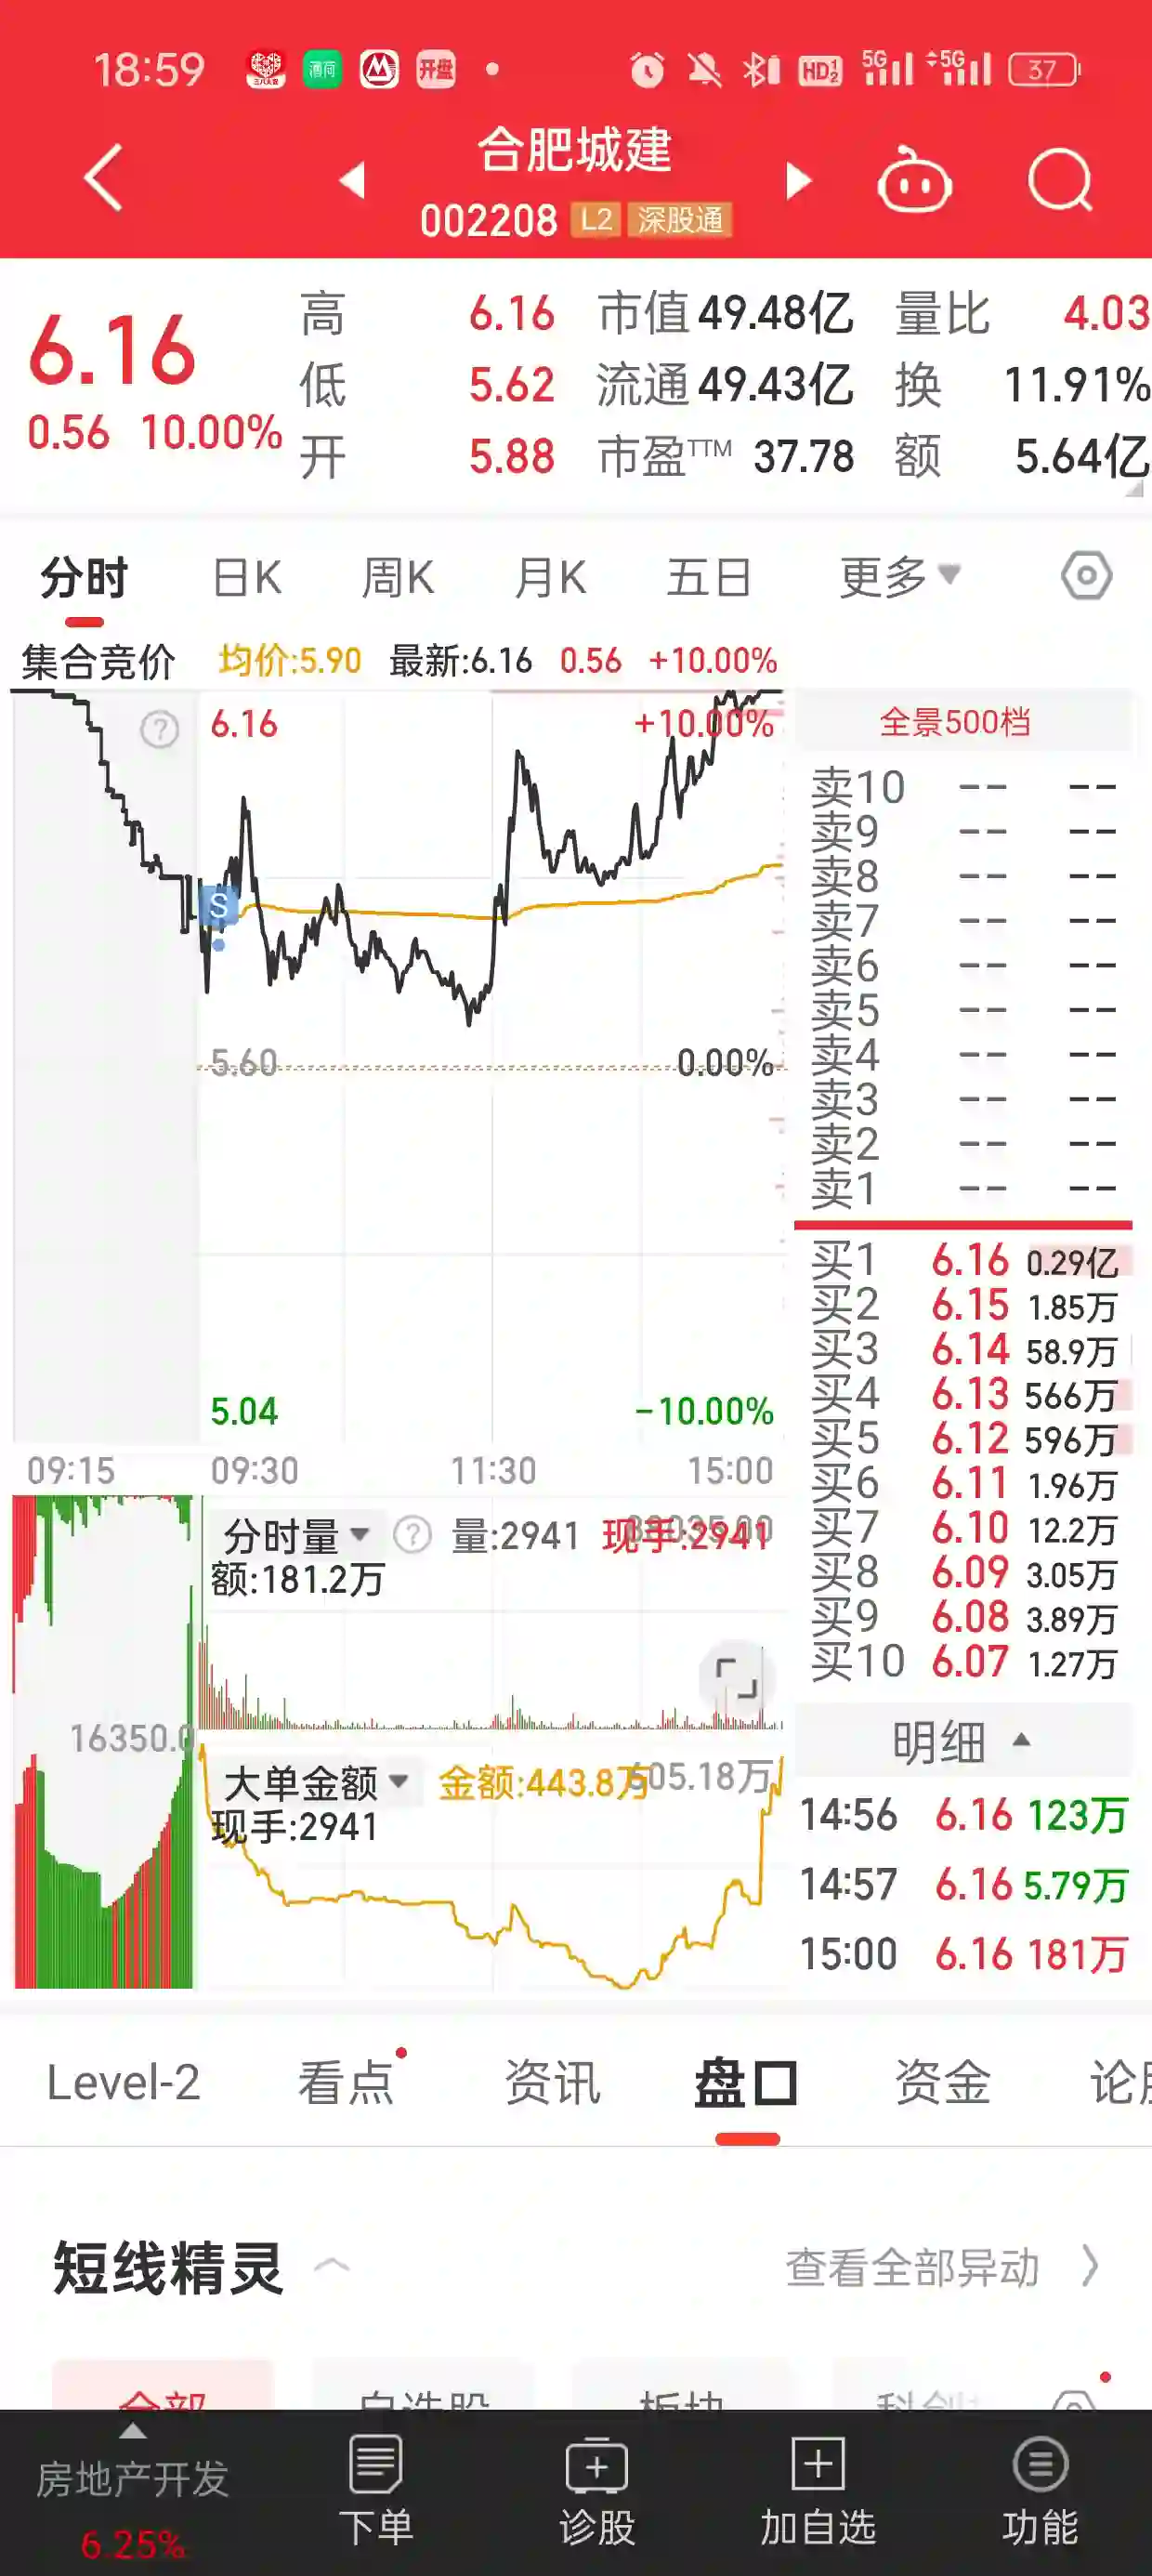 18:59 开盘 HD 5G 5G 37
合肥城建
002208 L2 深股通
6.16
0.56 10.00%
高 6.16 市值 49.48亿 量比 4.03
低 5.62 流通 49.43亿 换 11.91%
开 5.88 市盈TTM 37.78 额 5.64亿
分时 日K 周K 月K 五日 更多
集合竞价 均价:5.90 最新:6.16 0.56 +10.00%
6.16 +10.00%
S
5.60 0.00%
5.04 -10.00%
09:15 09:30 11:30 15:00
全景500档
卖10 -- --
卖9 -- --
卖8 -- --
卖7 -- --
卖6 -- --
卖5 -- --
卖4 -- --
卖3 -- --
卖2 -- --
卖1 -- --
买1 6.16 0.29亿
买2 6.15 1.85万
买3 6.14 58.9万
买4 6.13 566万
买5 6.12 596万
买6 6.11 1.96万
买7 6.10 12.2万
买8 6.09 3.05万
买9 6.08 3.89万
买10 6.07 1.27万
分时量 ? 量:2941 现手:2941
额:181.2万
16350.0
大单金额 金额:443.8万 605.18万
现手:2941
明细
14:56 6.16 123万
14:57 6.16 5.79万
15:00 6.16 181万
Level-2 看点 资讯 盘口 资金
短线精灵 查看全部异动
全部 自选股 板块 科创
房地产开发 下单 诊股 加自选 功能
6.25%